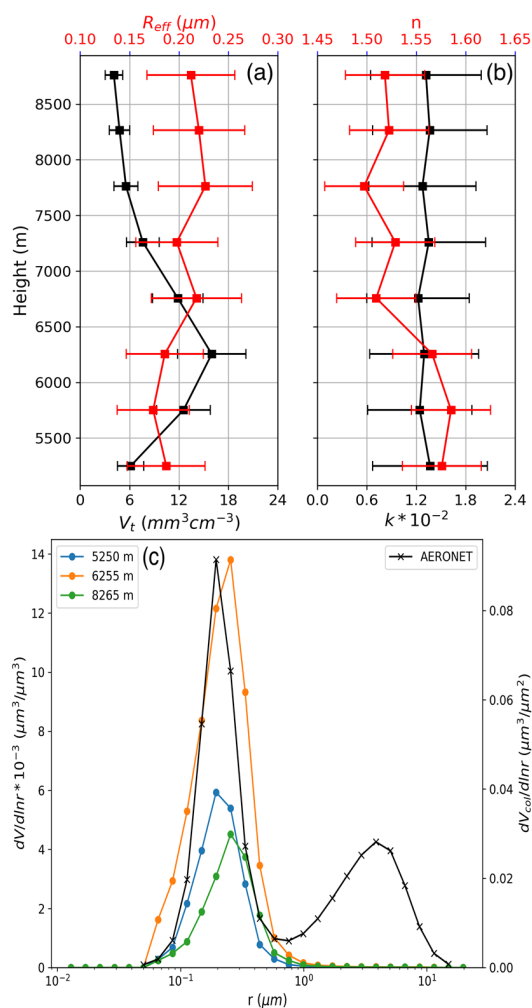 R_eff (μm) n
0.10 0.15 0.20 0.25 0.30 1.45 1.50 1.55 1.60 1.65
(a) (b)
8500
8000
7500
7000
6500
6000
5500
Height (m)
0 6 12 18 24 0.0 0.6 1.2 1.8 2.4
V_t (mm³cm⁻³) k * 10⁻²
(c)
5250 m
6255 m
8265 m
AERONET
14
12
10
8
6
4
2
0
dV/dlnr * 10⁻³ (μm³/μm³)
0.08
0.06
0.04
0.02
0.00
dV_col/dlnr (μm³/μm²)
10⁻² 10⁻¹ 10⁰ 10¹
r (μm)